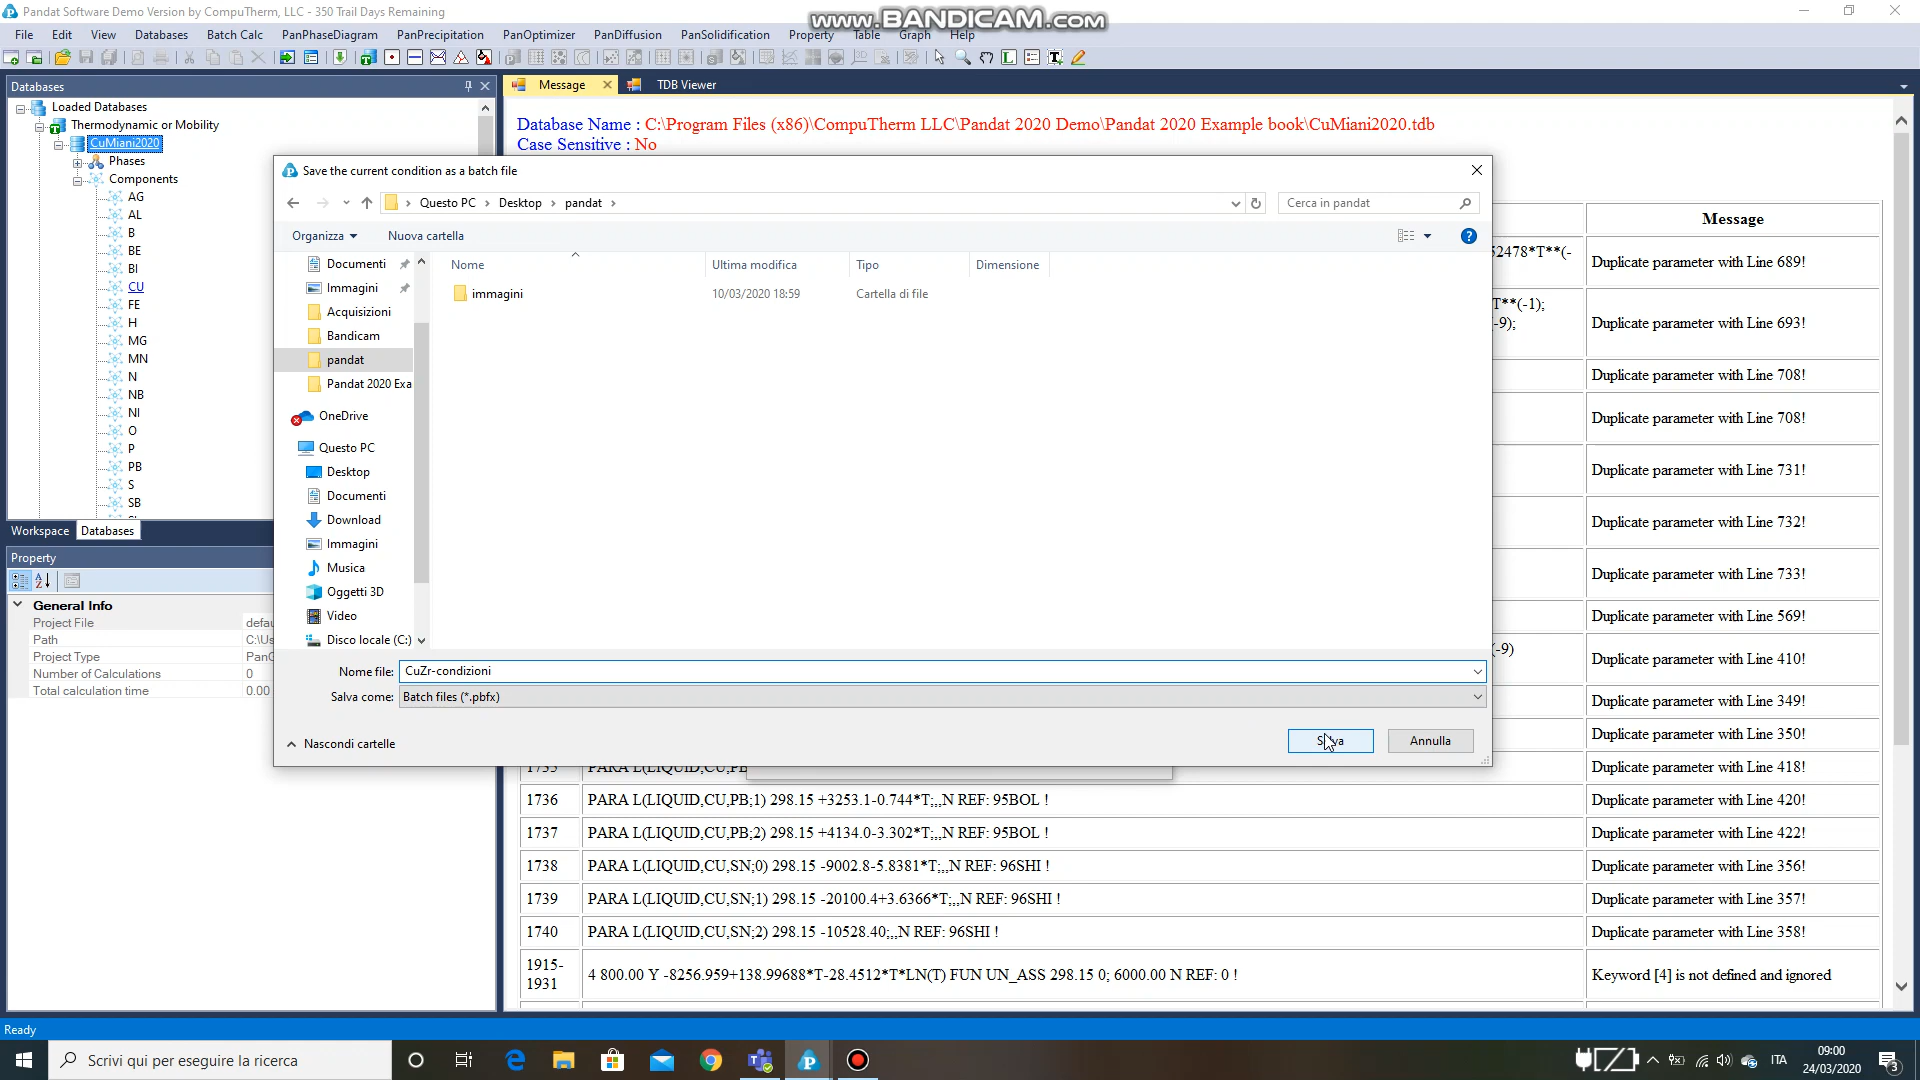 Pandat Software Demo Version by CompuTherm, LLC - 350 Trail Days Remaining
www.BANDICAM.com
File Edit View Databases Batch Calc PanPhaseDiagram PanPrecipitation PanOptimizer PanDiffusion PanSolidification Property Table Graph Help
Databases
Message
TDB Viewer
Loaded Databases
Thermodynamic or Mobility
CuMiani2020
Phases
Components
AG
AL
B
BE
BI
CU
FE
H
MG
MN
N
NB
NI
O
P
PB
S
SB
Workspace Databases
Property
General Info
Project File defau
Path C:\Us
Project Type PanC
Number of Calculations 0
Total calculation time 0.00
Database Name : C:\Program Files (x86)\CompuTherm LLC\Pandat 2020 Demo\Pandat 2020 Example book\CuMiani2020.tdb
Case Sensitive : No
Save the current condition as a batch file
Questo PC Desktop pandat
Cerca in pandat
Organizza Nuova cartella
Nome Ultima modifica Tipo Dimensione
immagini 10/03/2020 18:59 Cartella di file
Documenti
Immagini
Acquisizioni
Bandicam
pandat
Pandat 2020 Exa
OneDrive
Questo PC
Desktop
Documenti
Download
Immagini
Musica
Oggetti 3D
Video
Disco locale (C:)
Nome file: CuZr-condizioni
Salva come: Batch files (*.pbfx)
Nascondi cartelle
Salva Annulla
Message
52478*T**(- Duplicate parameter with Line 689!
T**(-1);
-9); Duplicate parameter with Line 693!
Duplicate parameter with Line 708!
Duplicate parameter with Line 708!
Duplicate parameter with Line 731!
Duplicate parameter with Line 732!
Duplicate parameter with Line 733!
Duplicate parameter with Line 569!
(-9) Duplicate parameter with Line 410!
Duplicate parameter with Line 349!
Duplicate parameter with Line 350!
1735 PARA L(LIQUID,CU,PB Duplicate parameter with Line 418!
1736 PARA L(LIQUID,CU,PB;1) 298.15 +3253.1-0.744*T;,,N REF: 95BOL ! Duplicate parameter with Line 420!
1737 PARA L(LIQUID,CU,PB;2) 298.15 +4134.0-3.302*T;,,N REF: 95BOL ! Duplicate parameter with Line 422!
1738 PARA L(LIQUID,CU,SN;0) 298.15 -9002.8-5.8381*T;,,N REF: 96SHI ! Duplicate parameter with Line 356!
1739 PARA L(LIQUID,CU,SN;1) 298.15 -20100.4+3.6366*T;,,N REF: 96SHI ! Duplicate parameter with Line 357!
1740 PARA L(LIQUID,CU,SN;2) 298.15 -10528.40;,,N REF: 96SHI ! Duplicate parameter with Line 358!
1915-
1931 4 800.00 Y -8256.959+138.99688*T-28.4512*T*LN(T) FUN UN_ASS 298.15 0; 6000.00 N REF: 0 ! Keyword [4] is not defined and ignored
Ready
Scrivi qui per eseguire la ricerca
ITA
09:00
24/03/2020
3